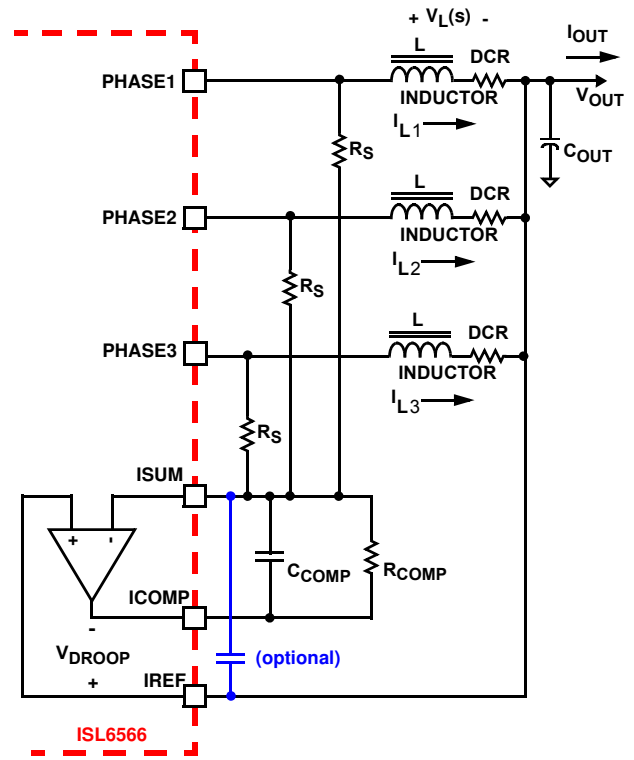 + VL(s) -
IOUT
L
DCR
PHASE1
INDUCTOR
VOUT
IL1
COUT
RS
L
DCR
PHASE2
INDUCTOR
IL2
RS
L
DCR
PHASE3
INDUCTOR
IL3
RS
ISUM
+ -
CCOMP
RCOMP
ICOMP
-
VDROOP
(optional)
+
IREF
ISL6566